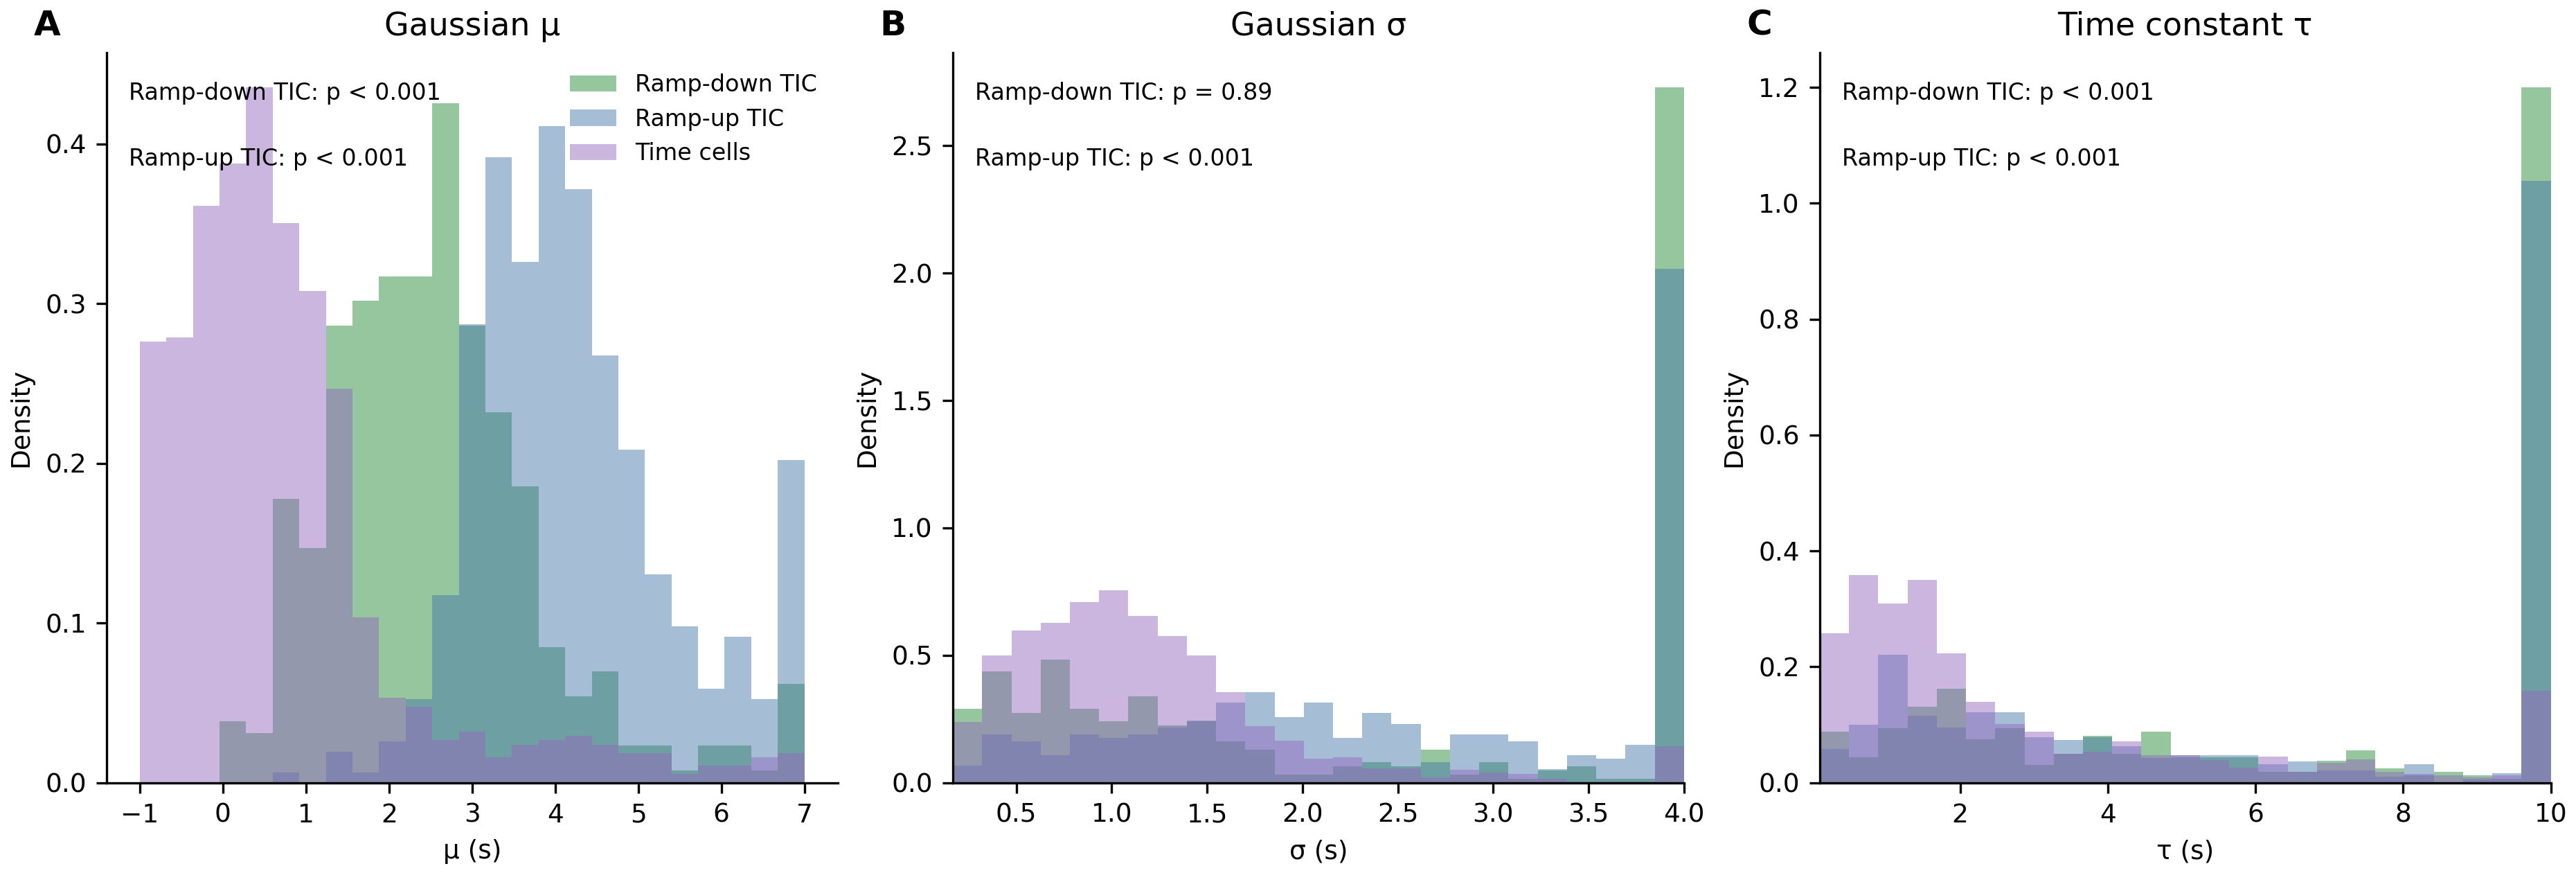 A
Gaussian μ
Ramp-down TIC: p < 0.001
Ramp-up TIC: p < 0.001
Ramp-down TIC
Ramp-up TIC
Time cells
Density
0.4
0.3
0.2
0.1
0.0
−1 0 1 2 3 4 5 6 7
μ (s)
B
Gaussian σ
Ramp-down TIC: p = 0.89
Ramp-up TIC: p < 0.001
Density
2.5
2.0
1.5
1.0
0.5
0.0
0.5 1.0 1.5 2.0 2.5 3.0 3.5 4.0
σ (s)
C
Time constant τ
Ramp-down TIC: p < 0.001
Ramp-up TIC: p < 0.001
Density
1.2
1.0
0.8
0.6
0.4
0.2
0.0
2 4 6 8 10
τ (s)